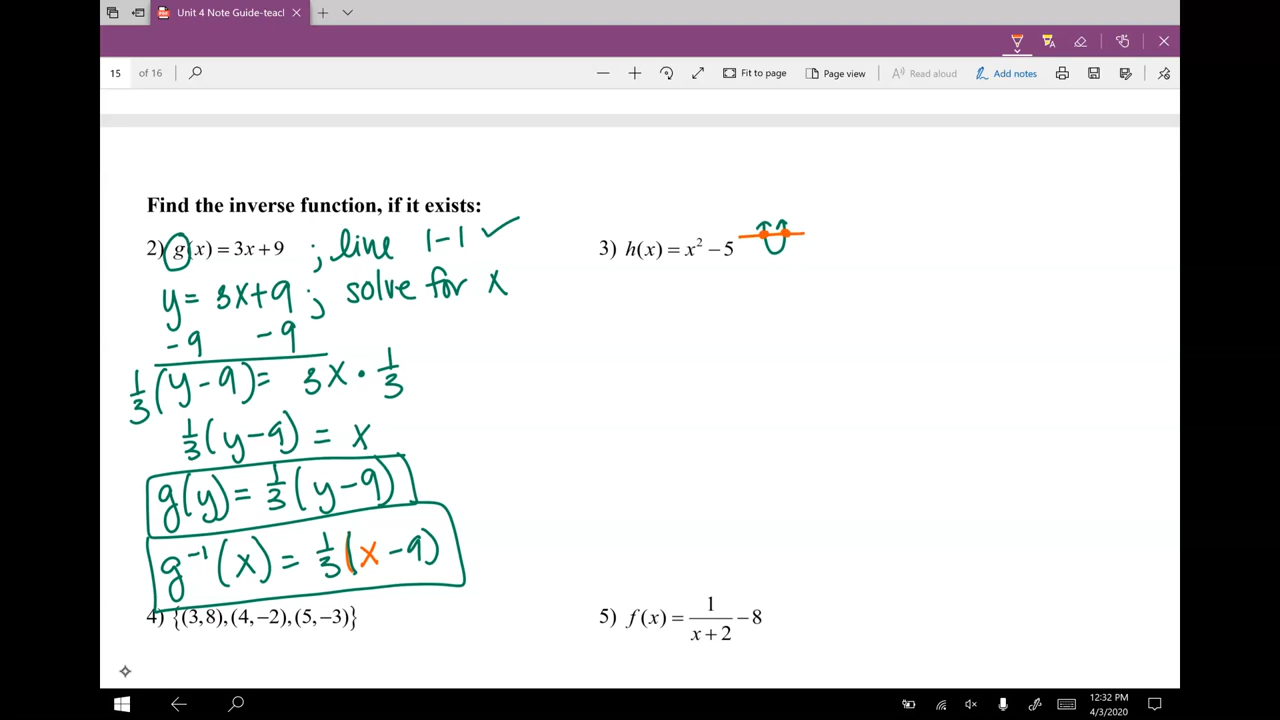 Unit 4 Note Guide-teacl
15 of 16
Fit to page
Page view
Read aloud
Add notes
Find the inverse function, if it exists:
2) g(x) = 3x + 9 ; line 1-1 ✓
y = 3x+9 ; solve for x
-9 -9
1/3 (y-9) = 3x · 1/3
1/3 (y-9) = x
g(y) = 1/3 (y-9)
g⁻¹(x) = 1/3 (x-9)
3) h(x) = x² − 5
4) {(3,8),(4,−2),(5,−3)}
5) f(x) = 1/(x+2) − 8
12:32 PM
4/3/2020